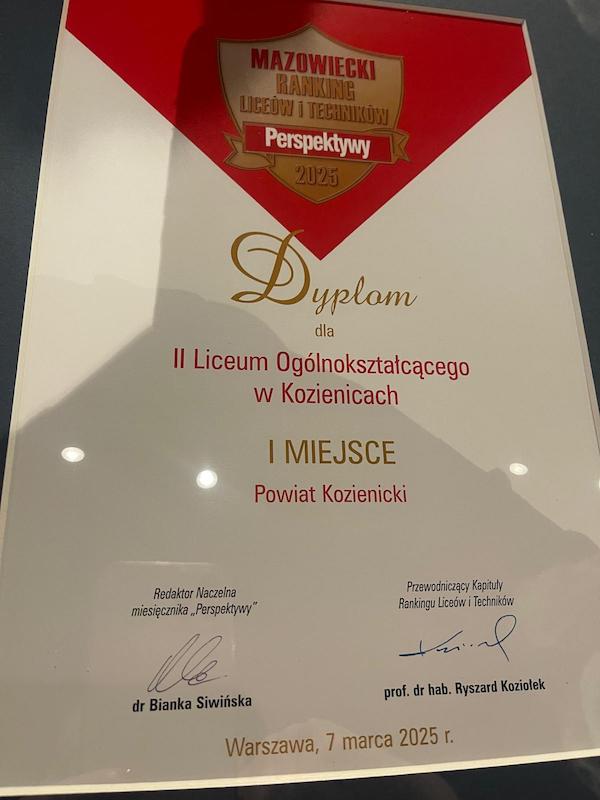 MAZOWIECKI
RANKING
LICEÓW i TECHNIKÓW
Perspektywy
2025
Dyplom
dla
II Liceum Ogólnokształcącego
w Kozienicach
I MIEJSCE
Powiat Kozienicki
Redaktor Naczelna
miesięcznika „Perspektywy”
dr Bianka Siwińska
Przewodniczący Kapituły
Rankingu Liceów i Techników
prof. dr hab. Ryszard Koziołek
Warszawa, 7 marca 2025 r.